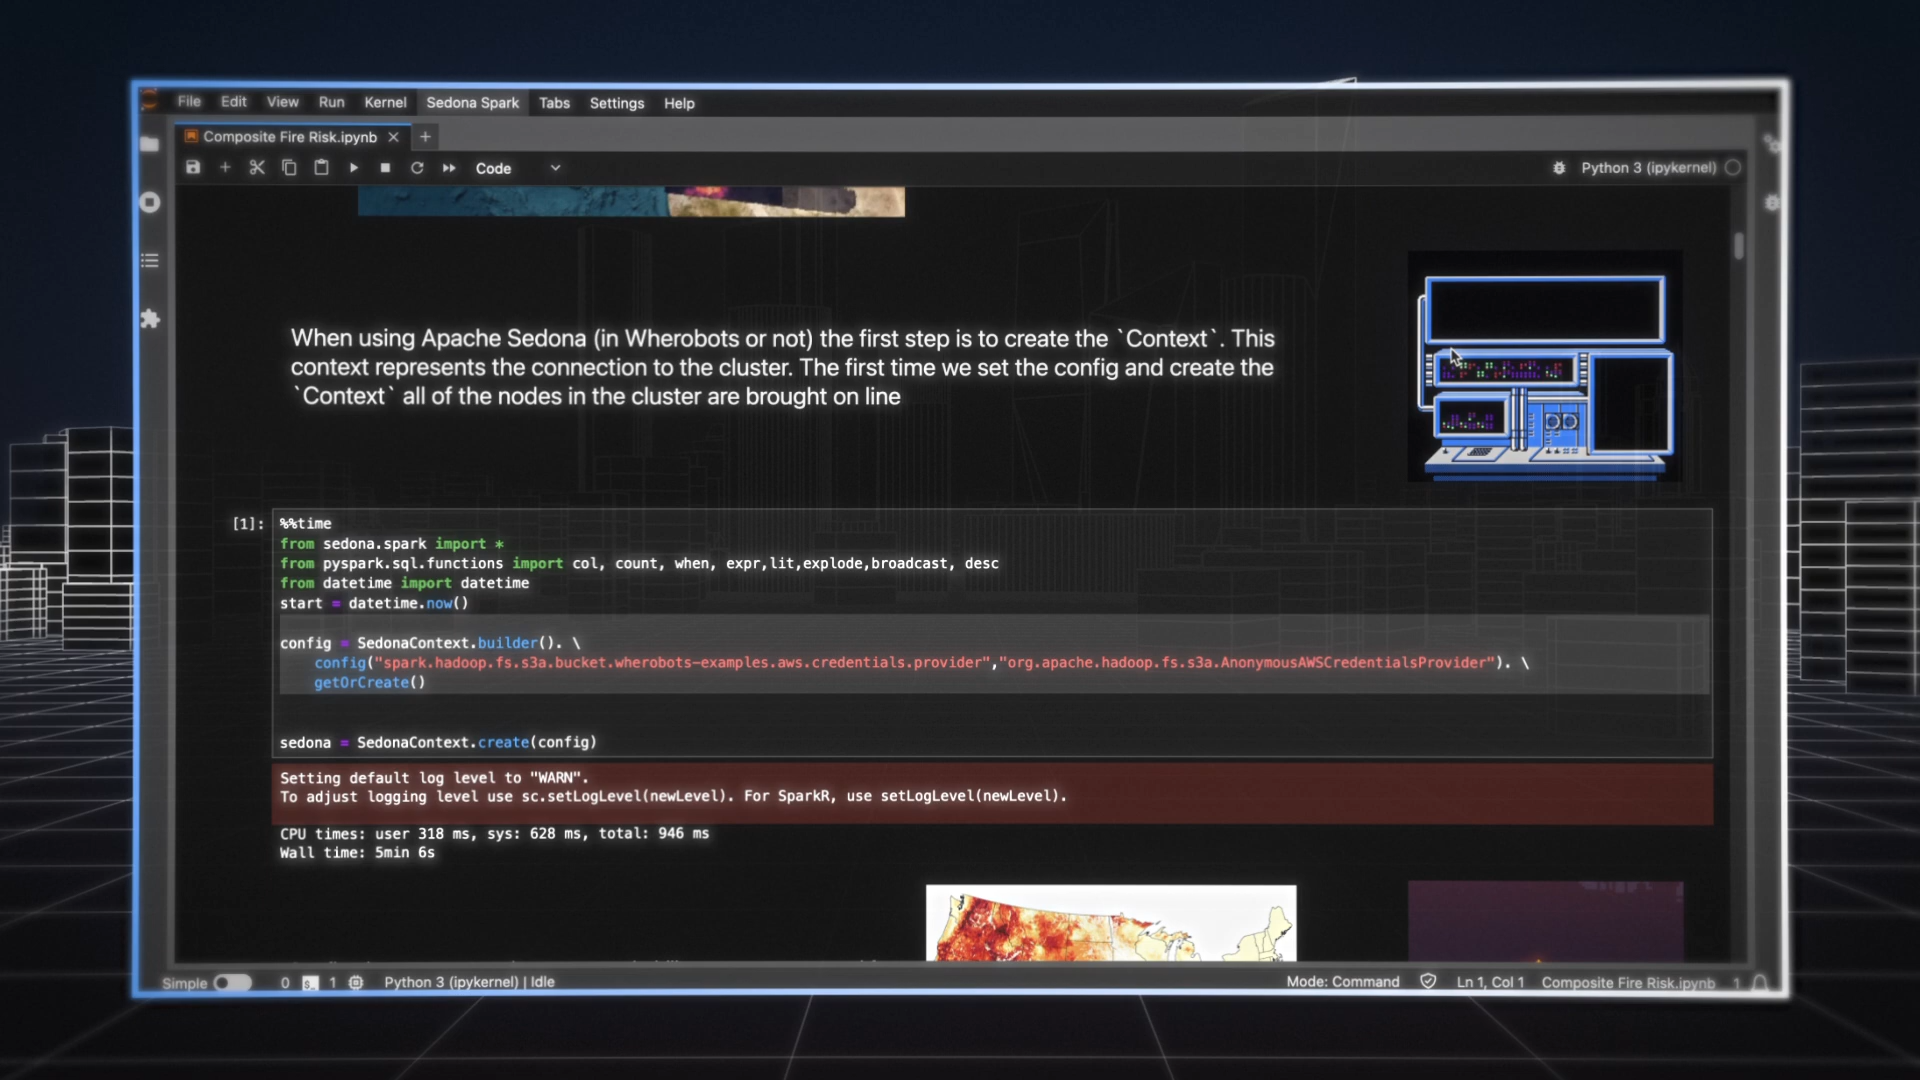 File Edit View Run Kernel Sedona Spark Tabs Settings Help
Composite Fire Risk.ipynb
Code
Python 3 (ipykernel)
When using Apache Sedona (in Wherobots or not) the first step is to create the `Context`. This
context represents the connection to the cluster. The first time we set the config and create the
`Context` all of the nodes in the cluster are brought on line
[1]:
%%time
from sedona.spark import *
from pyspark.sql.functions import col, count, when, expr,lit,explode,broadcast, desc
from datetime import datetime
start = datetime.now()
config = SedonaContext.builder(). \
config("spark.hadoop.fs.s3a.bucket.wherobots-examples.aws.credentials.provider","org.apache.hadoop.fs.s3a.AnonymousAWSCredentialsProvider"). \
getOrCreate()
sedona = SedonaContext.create(config)
Setting default log level to "WARN".
To adjust logging level use sc.setLogLevel(newLevel). For SparkR, use setLogLevel(newLevel).
CPU times: user 318 ms, sys: 628 ms, total: 946 ms
Wall time: 5min 6s
Simple 0 1 Python 3 (ipykernel) | Idle Mode: Command Ln 1, Col 1 Composite Fire Risk.ipynb 1